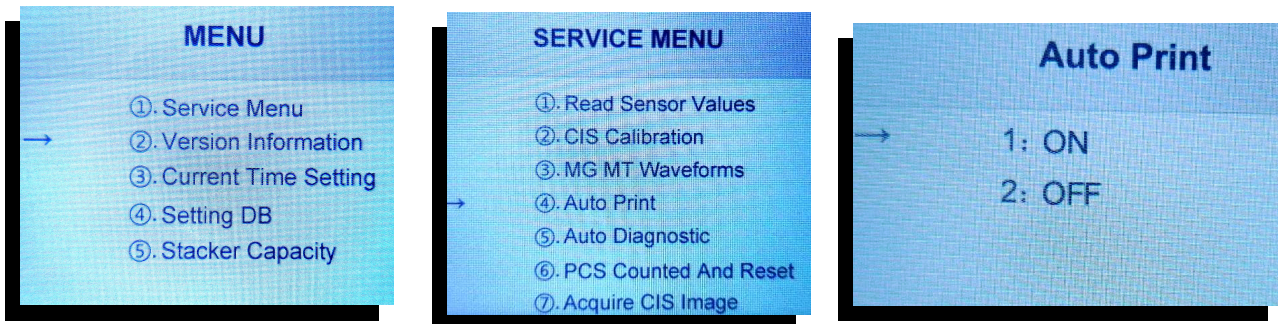 MENU
①. Service Menu
→ ②. Version Information
③. Current Time Setting
④. Setting DB
⑤. Stacker Capacity
SERVICE MENU
①. Read Sensor Values
②. CIS Calibration
③. MG MT Waveforms
→ ④. Auto Print
⑤. Auto Diagnostic
⑥. PCS Counted And Reset
⑦. Acquire CIS Image
Auto Print
→ 1: ON
2: OFF